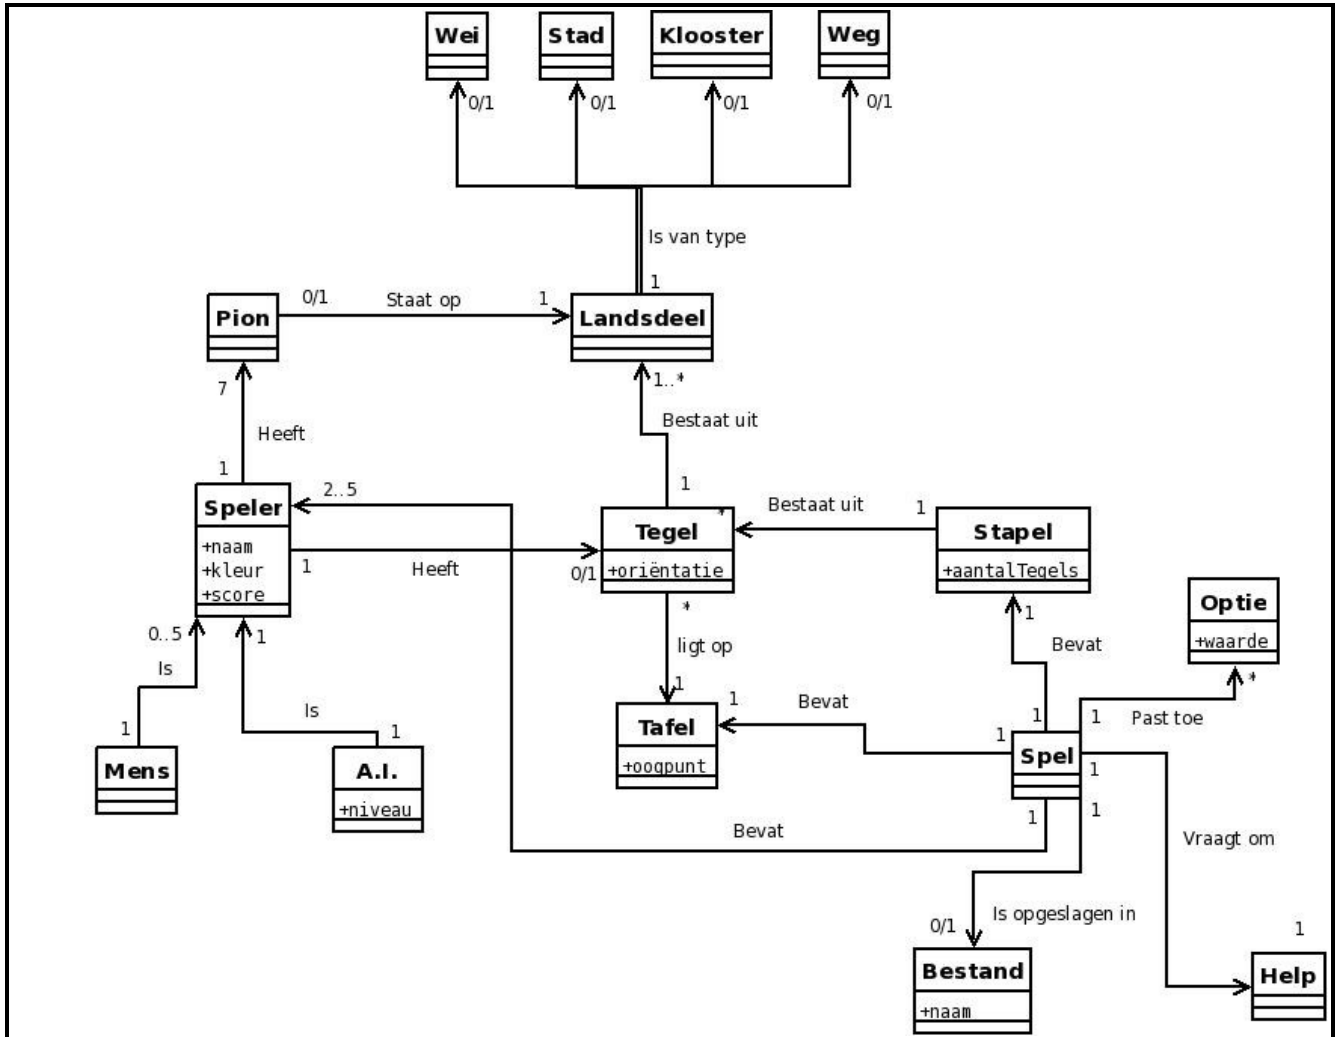 Wei
Stad
Klooster
Weg
0/1
0/1
0/1
0/1
Is van type
1
Pion
0/1
Staat op
1
Landsdeel
7
1..*
Heeft
Bestaat uit
1
1
Speler
+naam
+kleur
+score
2..5
Tegel
+oriëntatie
*
Bestaat uit
1
Stapel
+aantalTegels
1
Heeft
0/1
*
ligt op
1
Optie
+waarde
*
1
Bevat
0..5
Is
1
Is
1
Mens
1
A.I.
+niveau
Tafel
+oogpunt
1
Bevat
1
1
1
Past toe
Spel
1
1
1
Bevat
Vraagt om
Is opgeslagen in
0/1
1
Bestand
+naam
Help